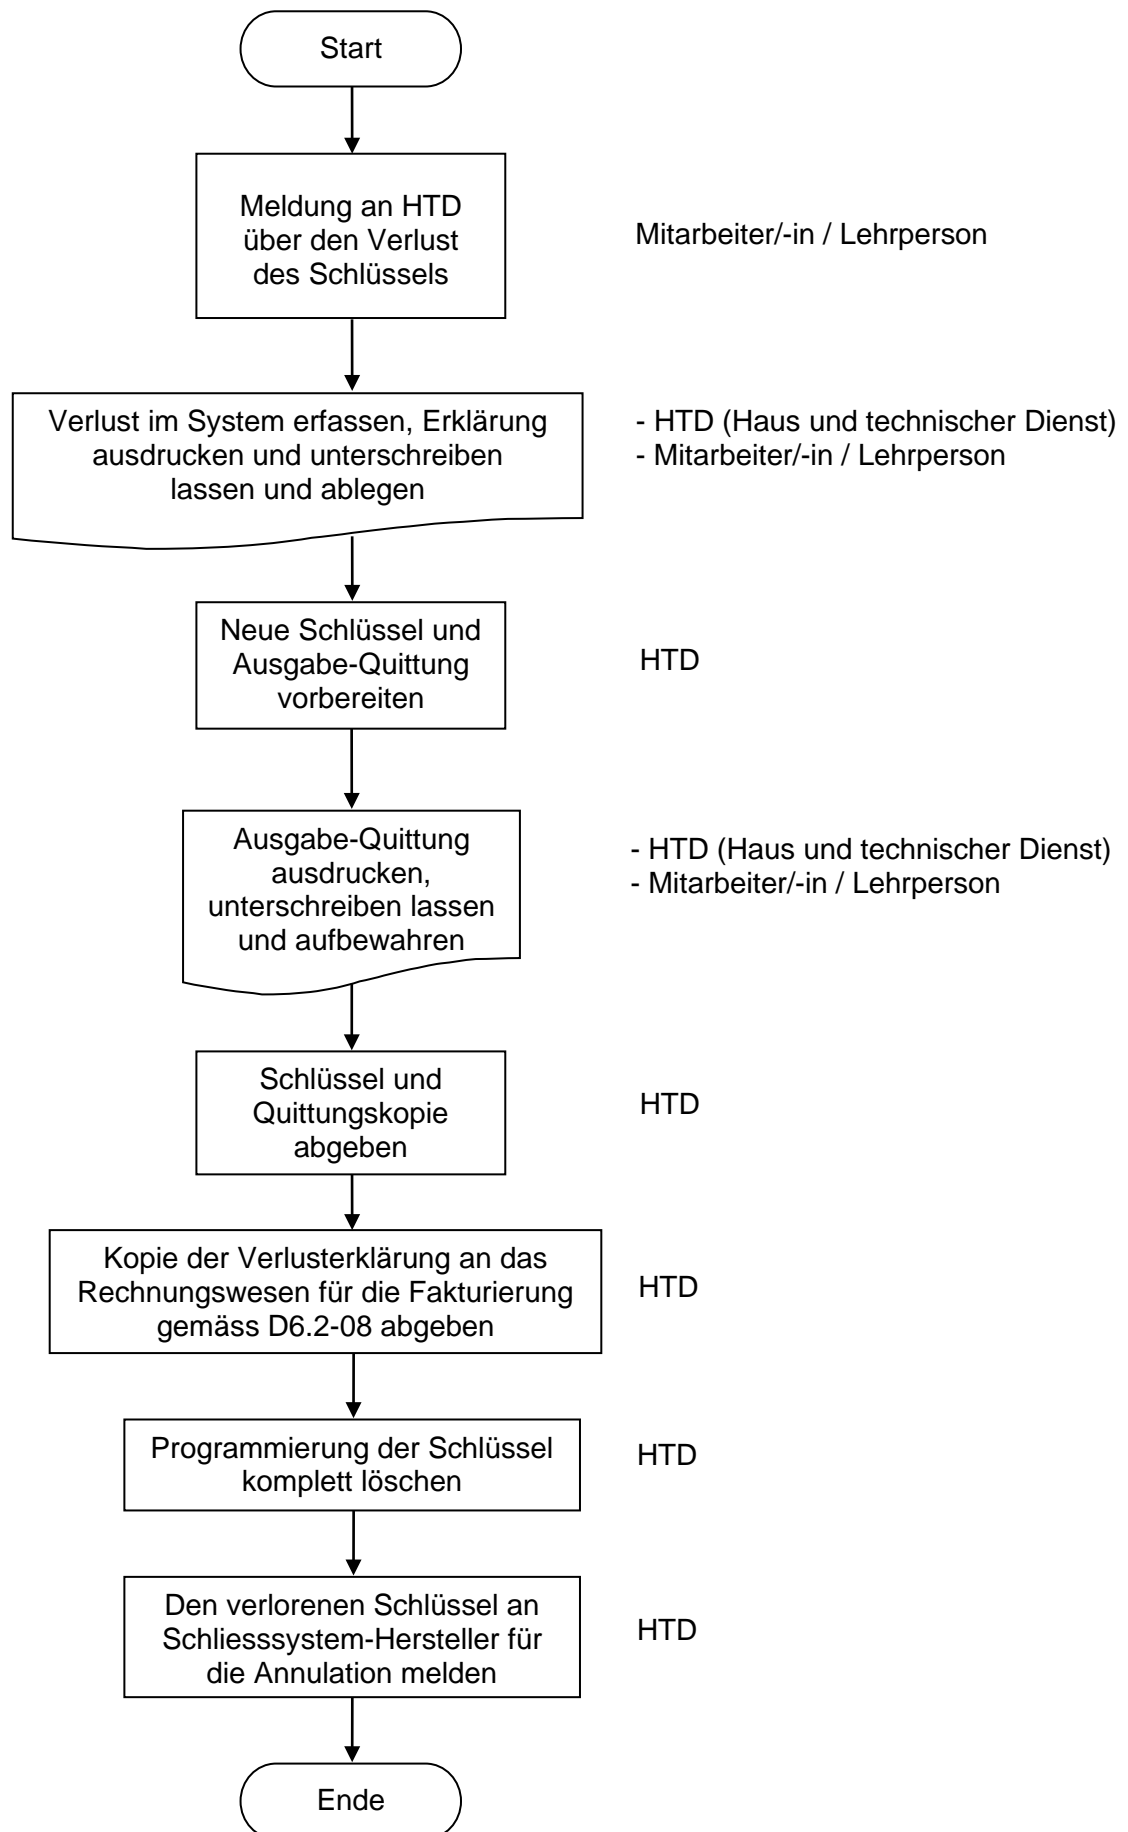 Start
Meldung an HTD
über den Verlust
des Schlüssels
Mitarbeiter/-in / Lehrperson
Verlust im System erfassen, Erklärung
ausdrucken und unterschreiben
lassen und ablegen
- HTD (Haus und technischer Dienst)
- Mitarbeiter/-in / Lehrperson
Neue Schlüssel und
Ausgabe-Quittung
vorbereiten
HTD
Ausgabe-Quittung
ausdrucken,
unterschreiben lassen
und aufbewahren
- HTD (Haus und technischer Dienst)
- Mitarbeiter/-in / Lehrperson
Schlüssel und
Quittungskopie
abgeben
HTD
Kopie der Verlusterklärung an das
Rechnungswesen für die Fakturierung
gemäss D6.2-08 abgeben
HTD
Programmierung der Schlüssel
komplett löschen
HTD
Den verlorenen Schlüssel an
Schliesssystem-Hersteller für
die Annulation melden
HTD
Ende